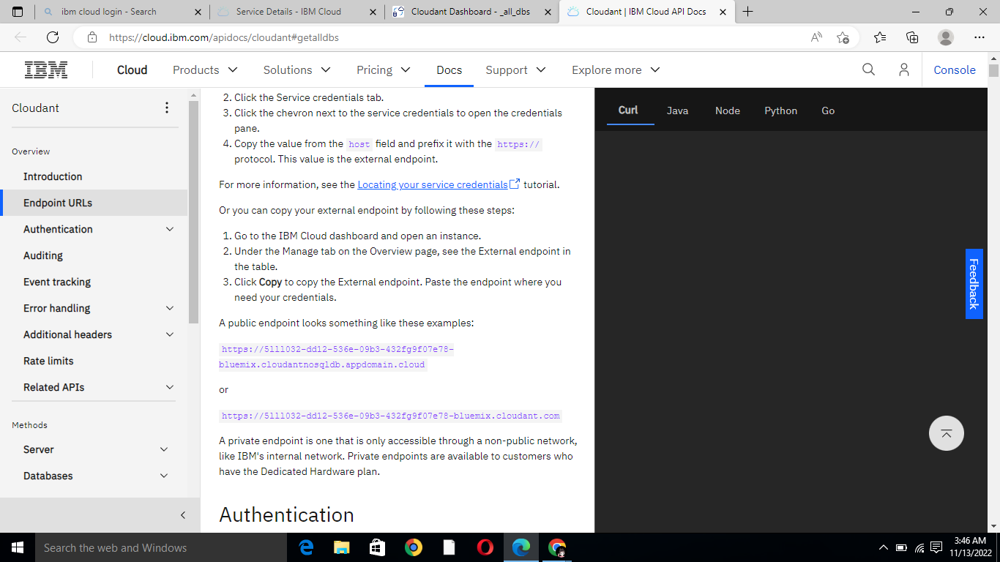 ibm cloud login - Search
Service Details - IBM Cloud
Cloudant Dashboard - _all_dbs
Cloudant | IBM Cloud API Docs
https://cloud.ibm.com/apidocs/cloudant#getalldbs
IBM
Cloud
Products
Solutions
Pricing
Docs
Support
Explore more
Console
Cloudant
Overview
Introduction
Endpoint URLs
Authentication
Auditing
Event tracking
Error handling
Additional headers
Rate limits
Related APIs
Methods
Server
Databases
2. Click the Service credentials tab.
3. Click the chevron next to the service credentials to open the credentials
pane.
4. Copy the value from the host field and prefix it with the https://
protocol. This value is the external endpoint.
For more information, see the Locating your service credentials tutorial.
Or you can copy your external endpoint by following these steps:
1. Go to the IBM Cloud dashboard and open an instance.
2. Under the Manage tab on the Overview page, see the External endpoint in
the table.
3. Click Copy to copy the External endpoint. Paste the endpoint where you
need your credentials.
A public endpoint looks something like these examples:
https://5111032-dd12-536e-09b3-432fg9f07e78-
bluemix.cloudantnosqldb.appdomain.cloud
or
https://5111032-dd12-536e-09b3-432fg9f07e78-bluemix.cloudant.com
A private endpoint is one that is only accessible through a non-public network,
like IBM's internal network. Private endpoints are available to customers who
have the Dedicated Hardware plan.
Authentication
Curl
Java
Node
Python
Go
Feedback
Search the web and Windows
3:46 AM
11/13/2022